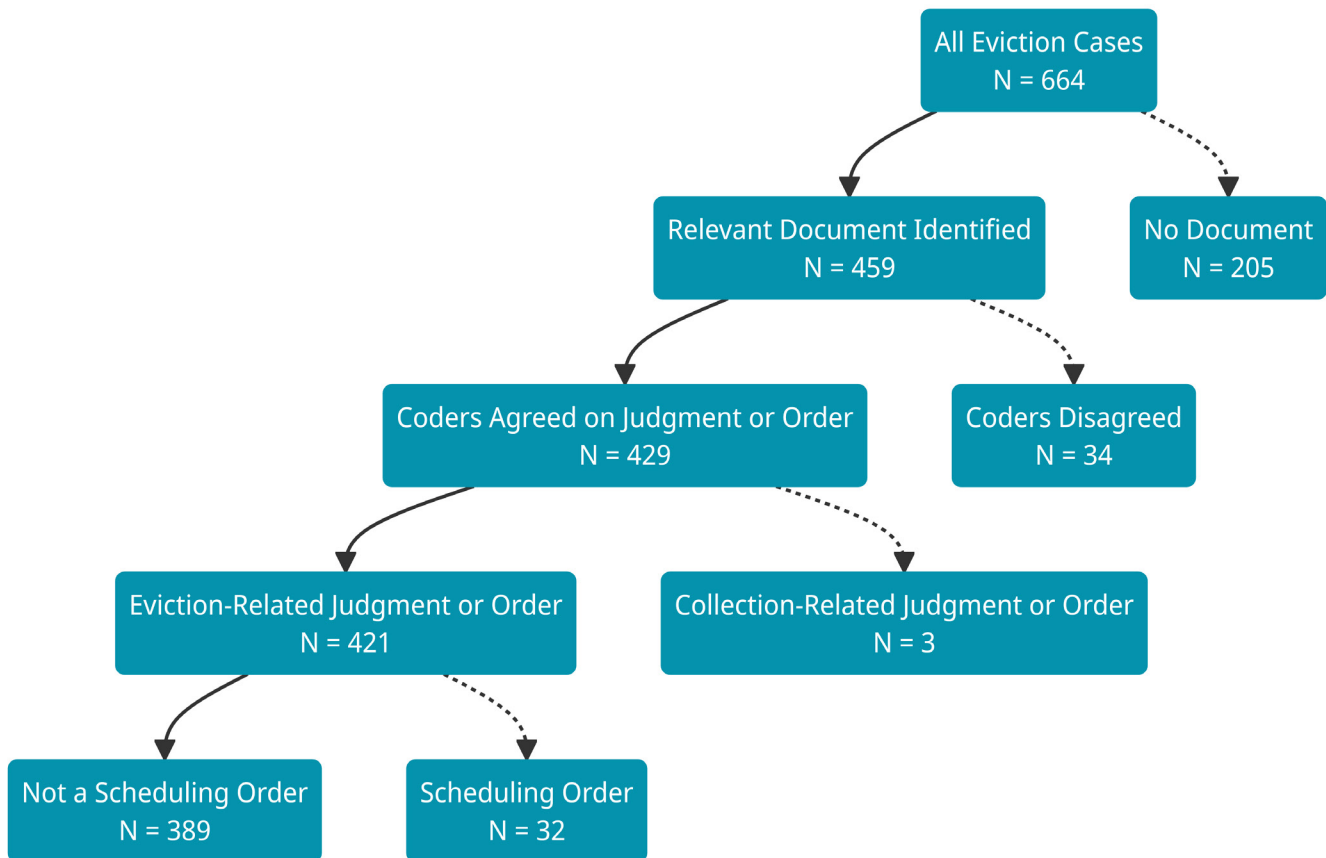 All Eviction Cases
N = 664
Relevant Document Identified
N = 459
No Document
N = 205
Coders Agreed on Judgment or Order
N = 429
Coders Disagreed
N = 34
Eviction-Related Judgment or Order
N = 421
Collection-Related Judgment or Order
N = 3
Not a Scheduling Order
N = 389
Scheduling Order
N = 32